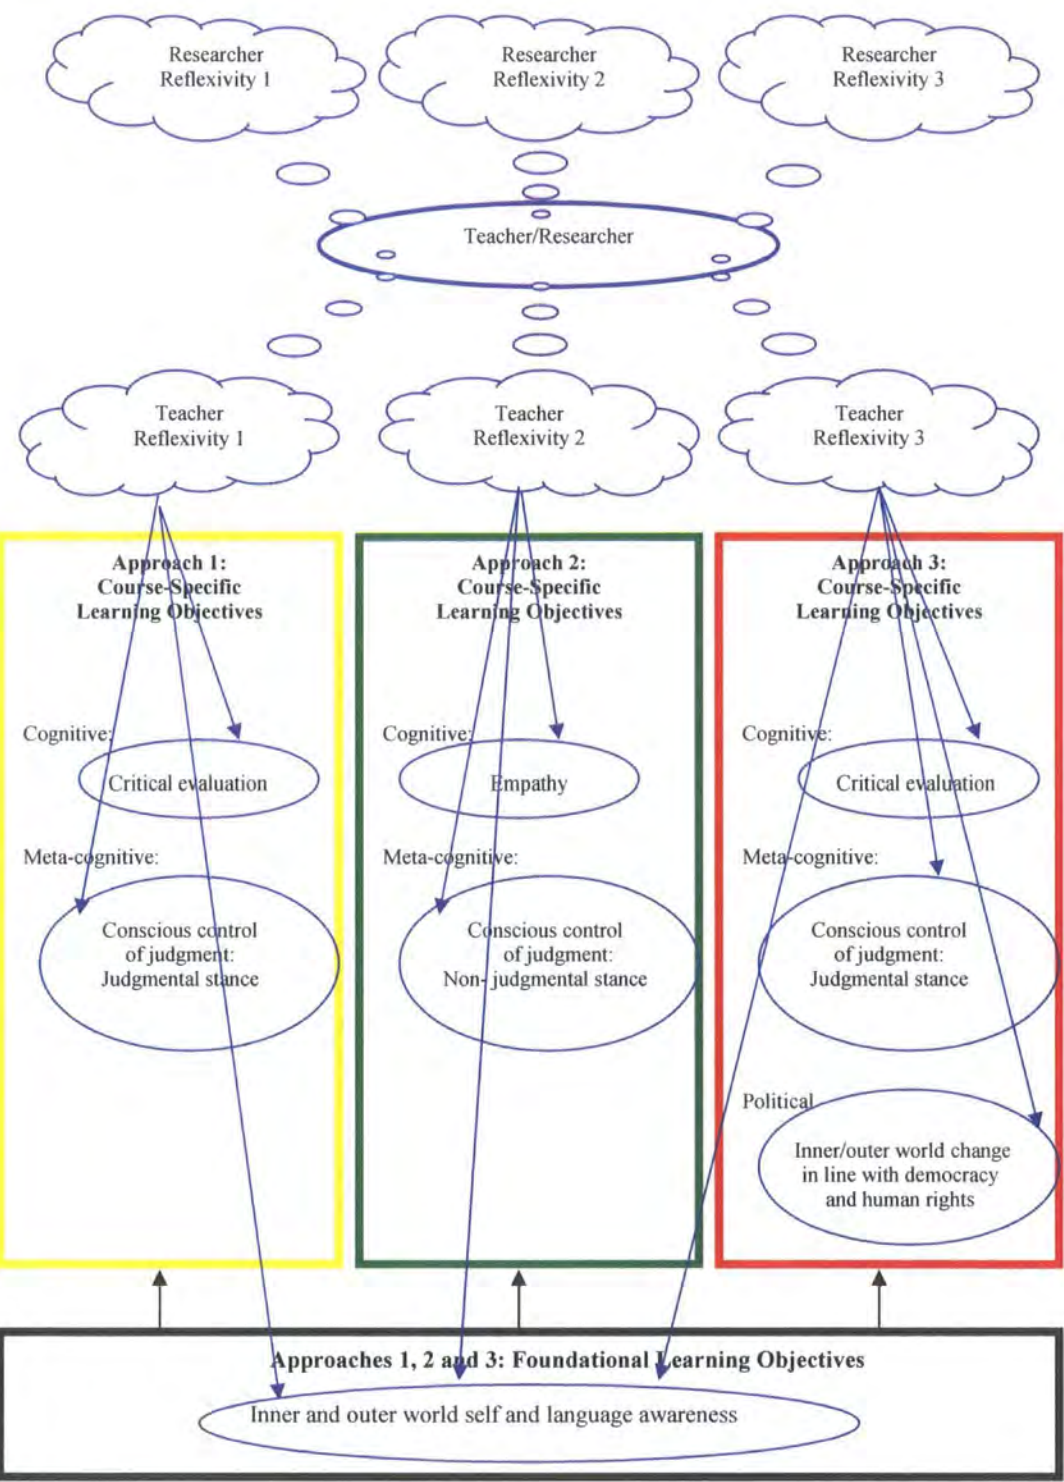 Researcher
Reflexivity 1
Researcher
Reflexivity 2
Researcher
Reflexivity 3
Teacher/Researcher
Teacher
Reflexivity 1
Teacher
Reflexivity 2
Teacher
Reflexivity 3
Approach 1:
Course-Specific
Learning Objectives
Cognitive:
Critical evaluation
Meta-cognitive:
Conscious control
of judgment:
Judgmental stance
Approach 2:
Course-Specific
Learning Objectives
Cognitive:
Empathy
Meta-cognitive:
Conscious control
of judgment:
Non- judgmental stance
Approach 3:
Course-Specific
Learning Objectives
Cognitive:
Critical evaluation
Meta-cognitive:
Conscious control
of judgment:
Judgmental stance
Political
Inner/outer world change
in line with democracy
and human rights
Approaches 1, 2 and 3: Foundational Learning Objectives
Inner and outer world self and language awareness